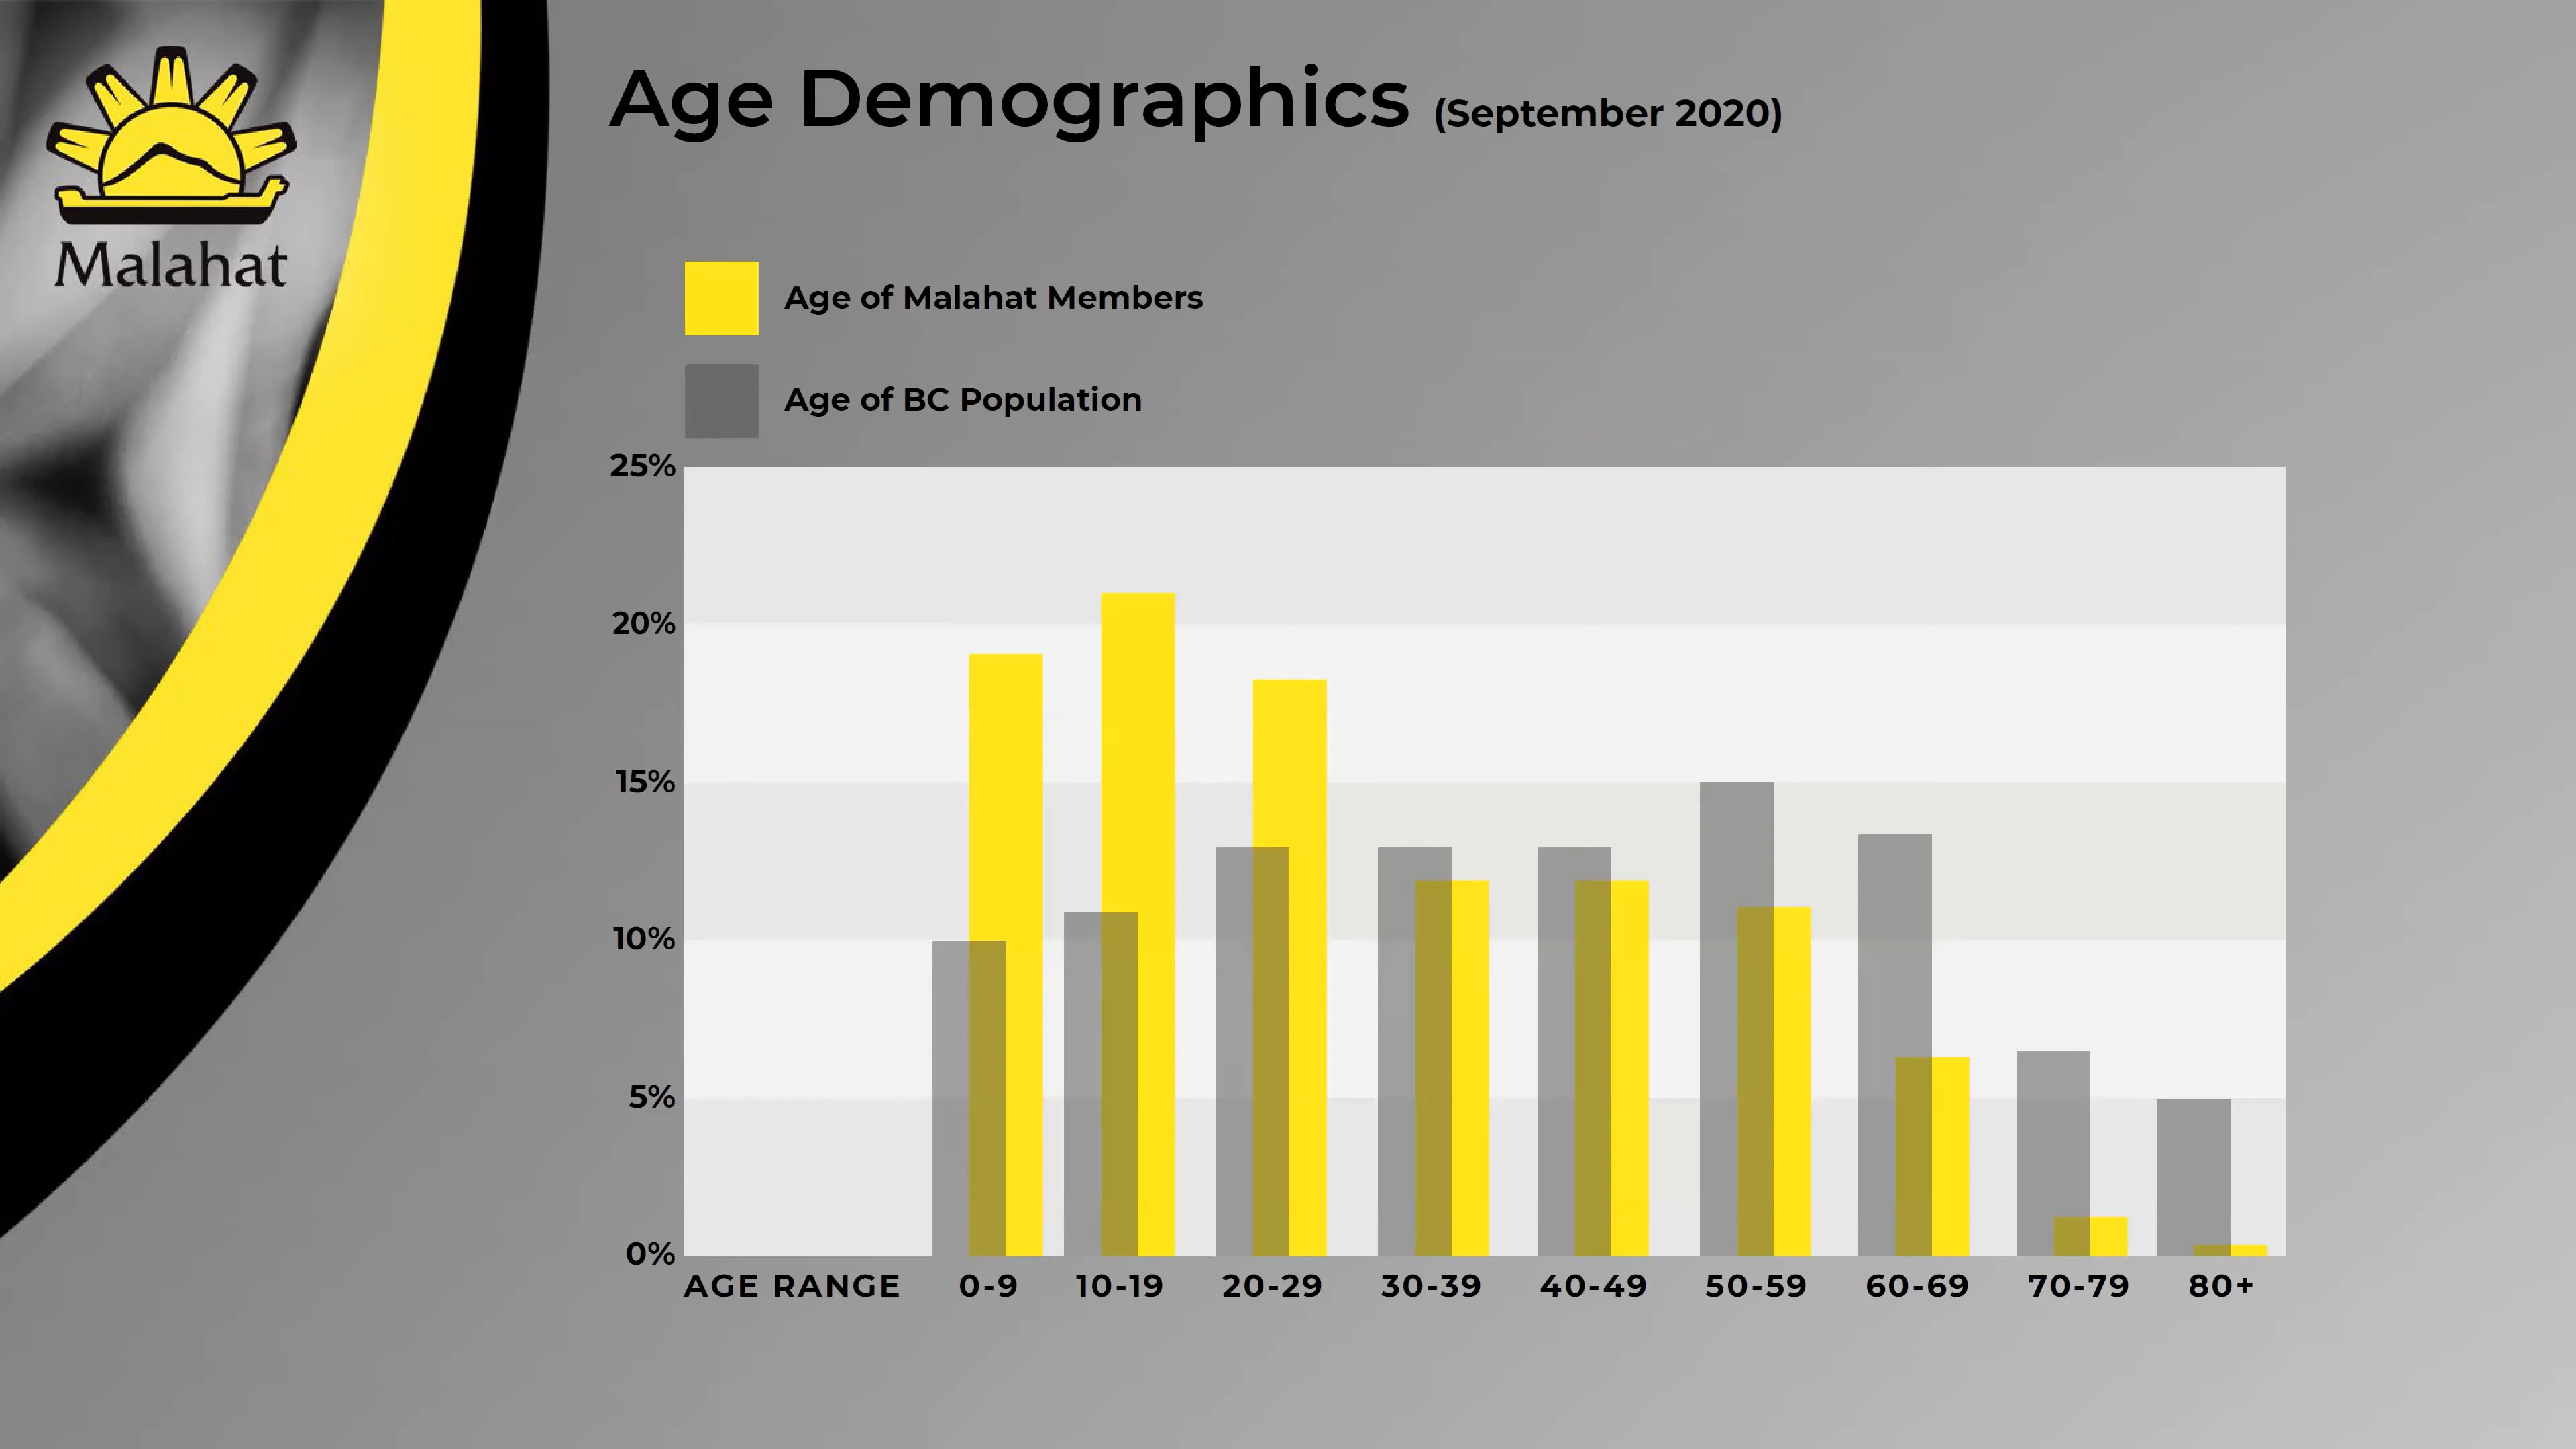 Malahat
Age Demographics (September 2020)
Age of Malahat Members
Age of BC Population
25%
20%
15%
10%
5%
0%
AGE RANGE 0-9 10-19 20-29 30-39 40-49 50-59 60-69 70-79 80+